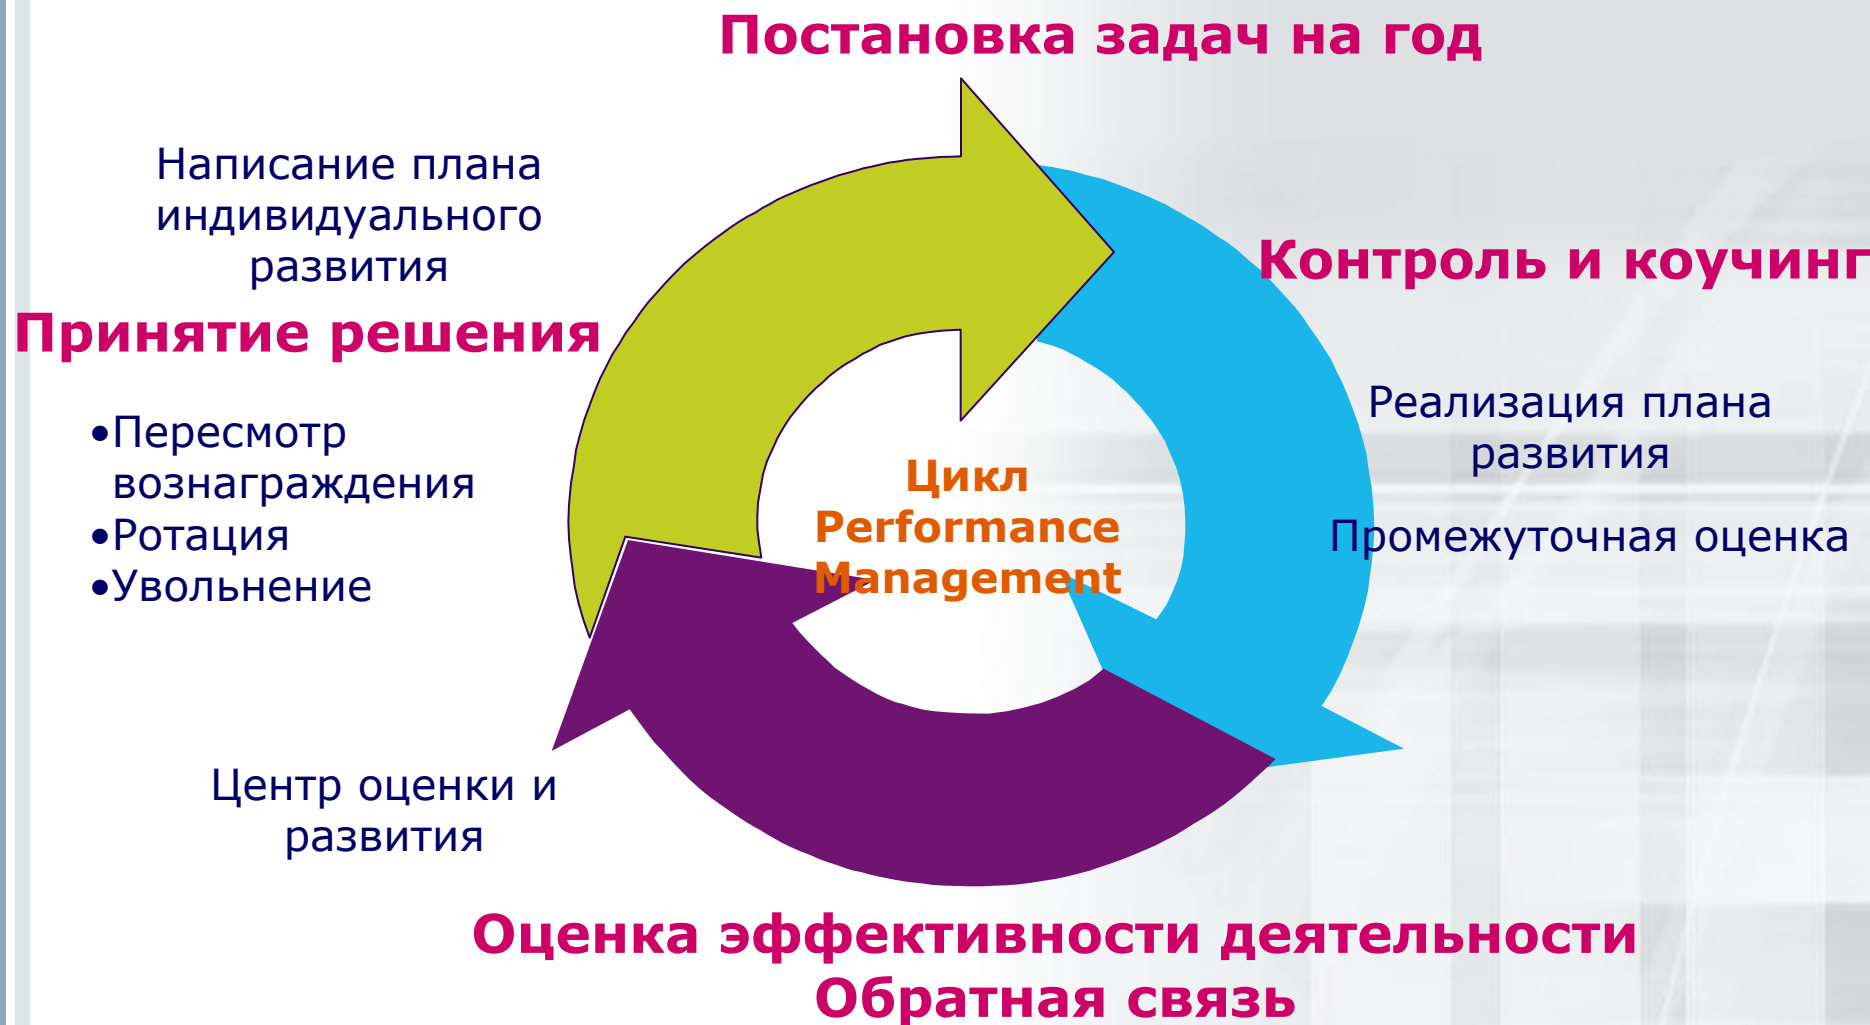 Постановка задач на год
Написание плана
индивидуального
развития
Принятие решения
•Пересмотр
вознаграждения
•Ротация
•Увольнение
Контроль и коучинг
Реализация плана
развития
Промежуточная оценка
Цикл
Performance
Management
Центр оценки и
развития
Оценка эффективности деятельности
Обратная связь